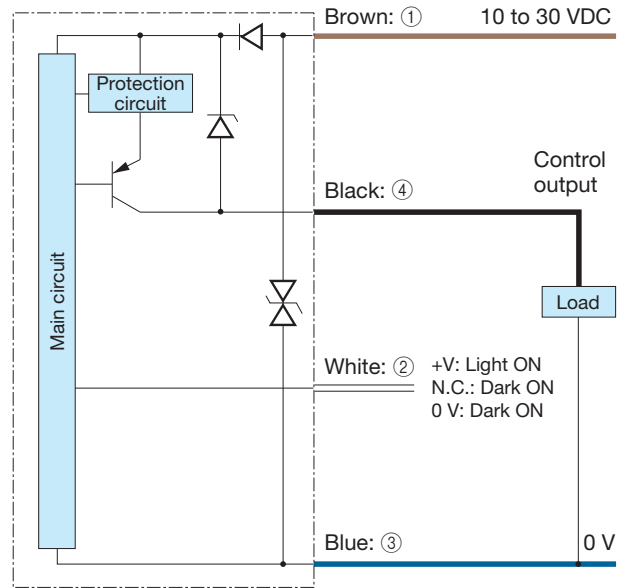 Brown: ① 10 to 30 VDC
Protection
circuit
Control
output
Black: ④
Main circuit
Load
White: ② +V: Light ON
N.C.: Dark ON
0 V: Dark ON
Blue: ③ 0 V